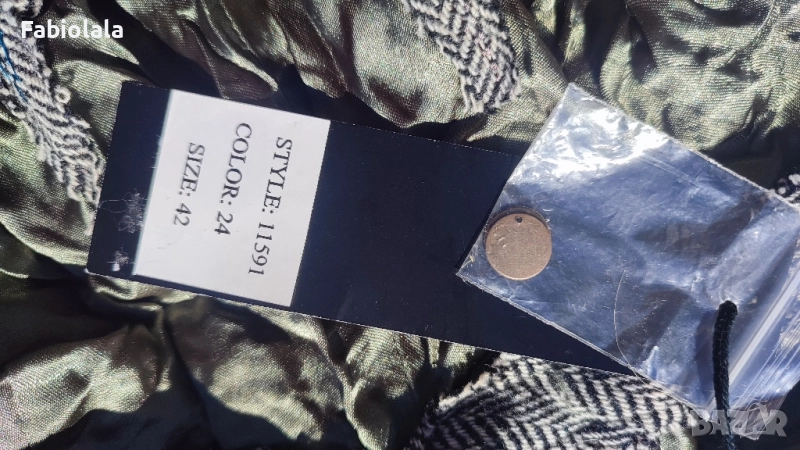 Fabiolala
STYLE: 11591
COLOR: 24
SIZE: 42
BAZAR